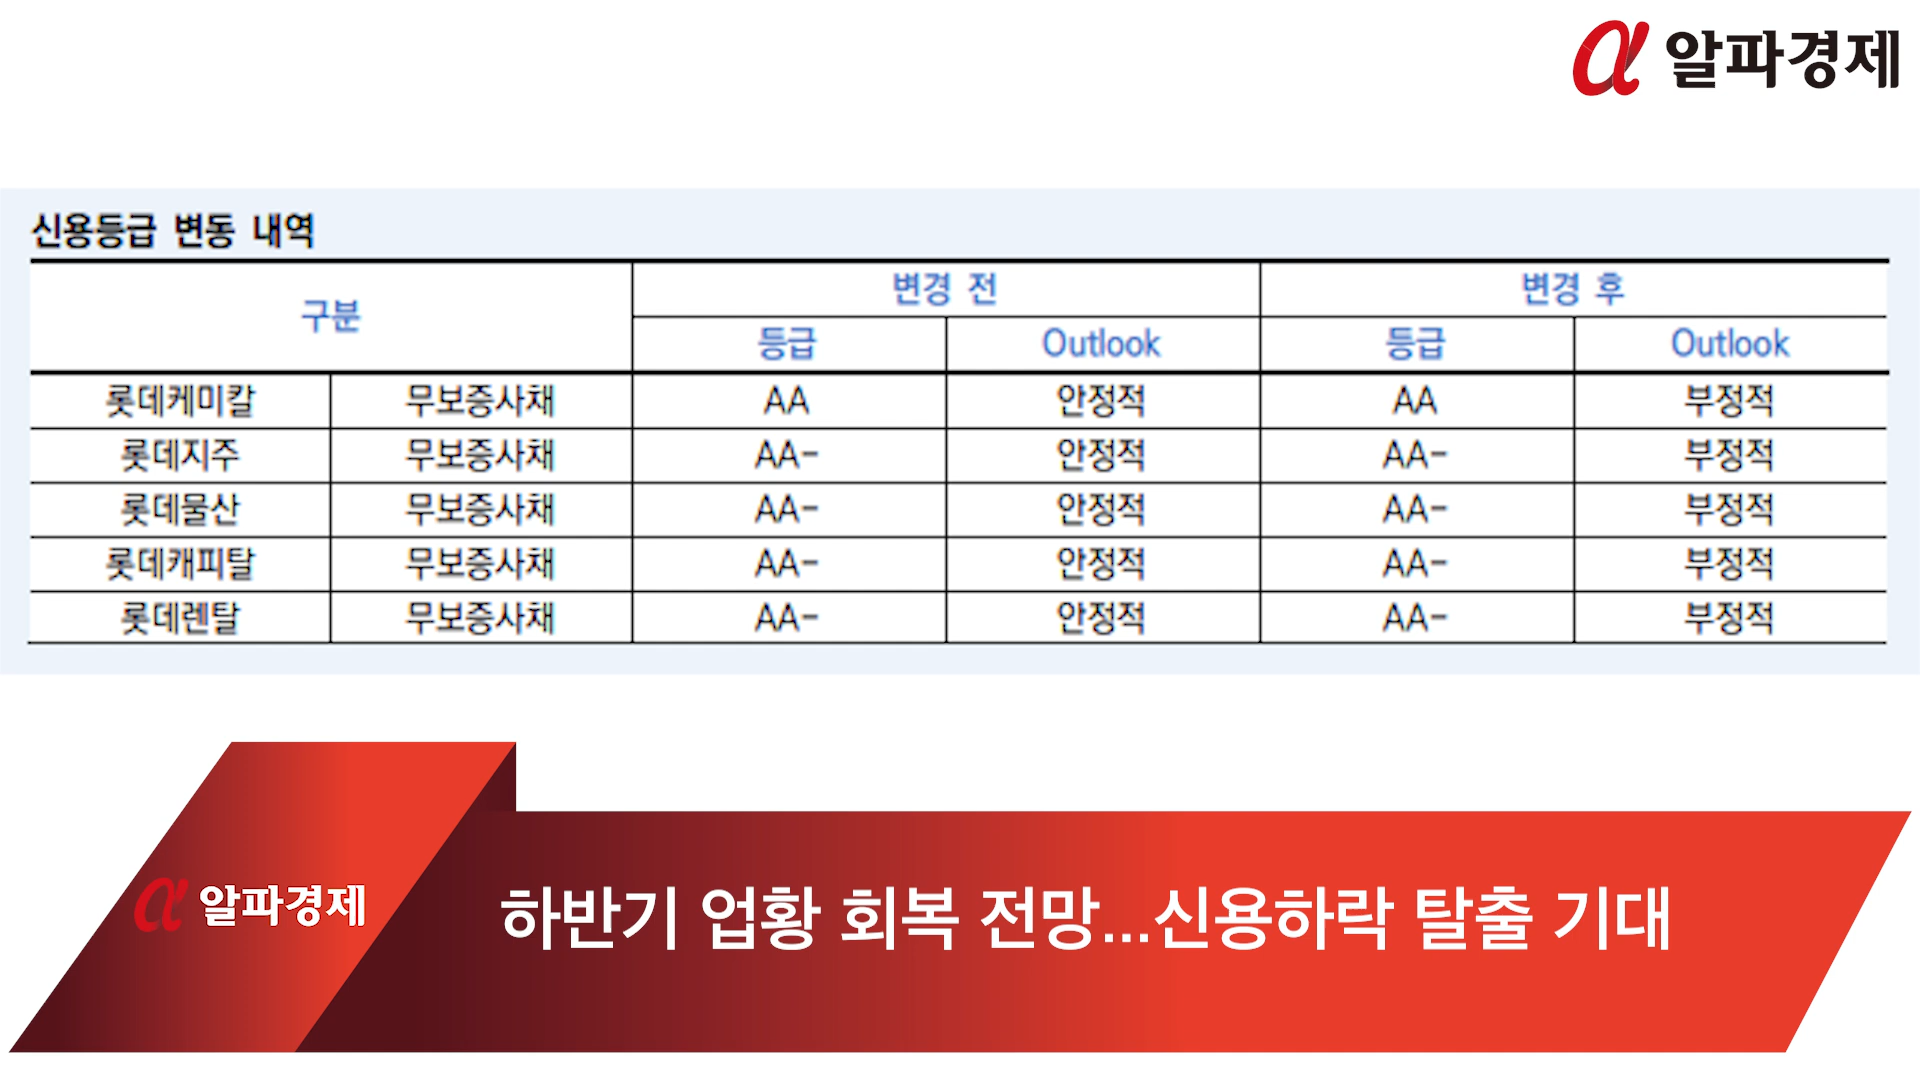 알파경제
신용등급 변동 내역
구분 변경 전 변경 후
등급 Outlook 등급 Outlook
롯데케미칼 무보증사채 AA 안정적 AA 부정적
롯데지주 무보증사채 AA- 안정적 AA- 부정적
롯데물산 무보증사채 AA- 안정적 AA- 부정적
롯데캐피탈 무보증사채 AA- 안정적 AA- 부정적
롯데렌탈 무보증사채 AA- 안정적 AA- 부정적
알파경제
하반기 업황 회복 전망...신용하락 탈출 기대